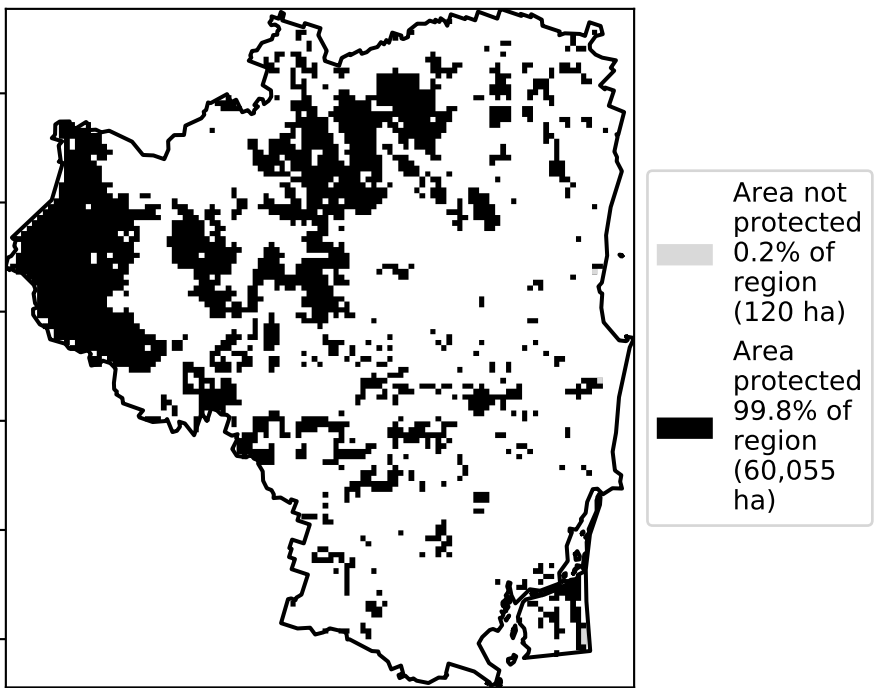 Area not
protected
0.2% of
region
(120 ha)
Area
protected
99.8% of
region
(60,055
ha)